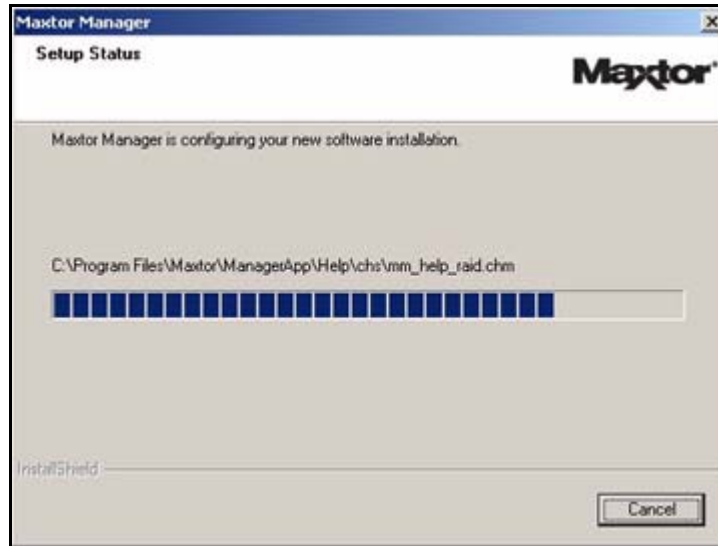 Maxtor Manager
Setup Status
Maxtor
Maxtor Manager is configuring your new software installation.
C:\Program Files\Maxtor\ManagerApp\Help\chs\mm_help_raid.chm
InstallShield
Cancel